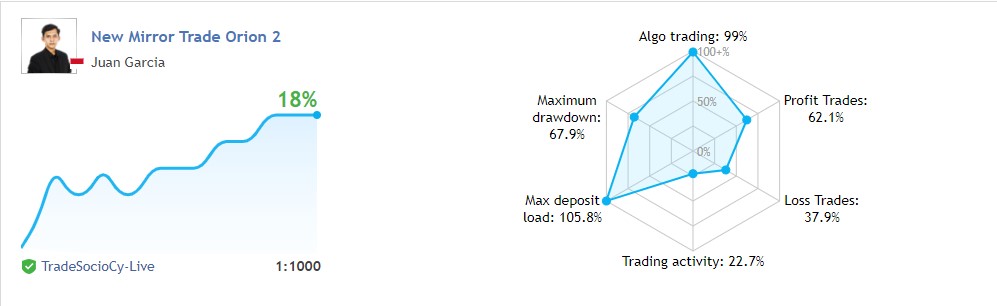 New Mirror Trade Orion 2
Juan Garcia
18%
TradeSocioCy-Live
1:1000
Algo trading: 99%
100+%
50%
0%
Profit Trades:
62.1%
Loss Trades:
37.9%
Trading activity: 22.7%
Max deposit
load: 105.8%
Maximum
drawdown:
67.9%